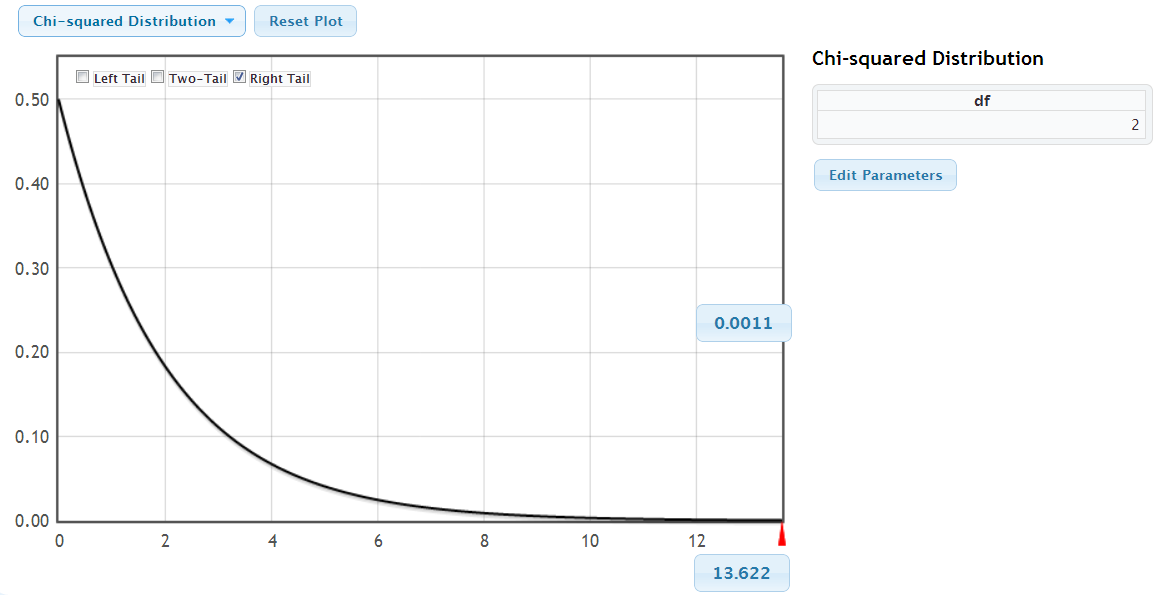 Chi-squared Distribution
Reset Plot
Chi-squared Distribution
df
2
Edit Parameters
Left Tail Two-Tail Right Tail
0.50
0.40
0.30
0.20
0.10
0.00
0.0011
0 2 4 6 8 10 12
13.622